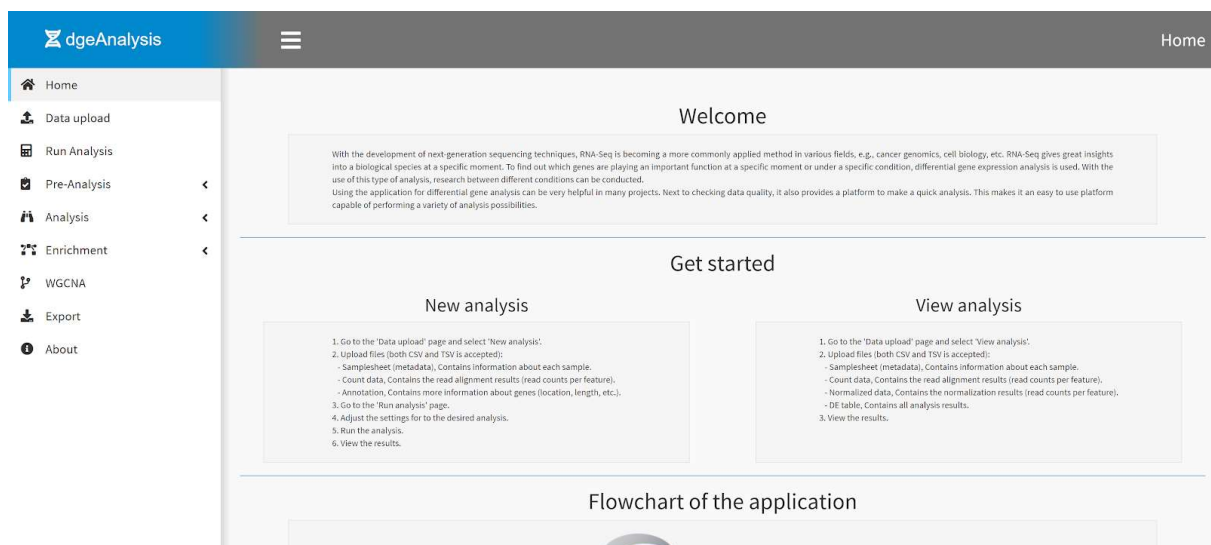 dgeAnalysis
Home
Home
Data upload
Run Analysis
Pre-Analysis
Analysis
Enrichment
WGCNA
Export
About
Welcome
With the development of next-generation sequencing techniques, RNA-Seq is becoming a more commonly applied method in various fields, e.g., cancer genomics, cell biology, etc. RNA-Seq gives great insights
into a biological species at a specific moment. To find out which genes are playing an important function at a specific moment or under a specific condition, differential gene expression analysis is used. With the
use of this type of analysis, research between different conditions can be conducted.
Using the application for differential gene analysis can be very helpful in many projects. Next to checking data quality, it also provides a platform to make a quick analysis. This makes it an easy to use platform
capable of performing a variety of analysis possibilities.
Get started
New analysis
1. Go to the 'Data upload' page and select 'New analysis'.
2. Upload files (both CSV and TSV is accepted):
- Samplesheet (metadata), Contains information about each sample.
- Count data, Contains the read alignment results (read counts per feature).
- Annotation, Contains more information about genes (location, length, etc.).
3. Go to the 'Run analysis' page.
4. Adjust the settings for to the desired analysis.
5. Run the analysis.
6. View the results.
View analysis
1. Go to the 'Data upload' page and select 'View analysis'.
2. Upload files (both CSV and TSV is accepted):
- Samplesheet (metadata), Contains information about each sample.
- Count data, Contains the read alignment results (read counts per feature).
- Normalized data, Contains the normalization results (read counts per feature).
- DE table, Contains all analysis results.
3. View the results.
Flowchart of the application